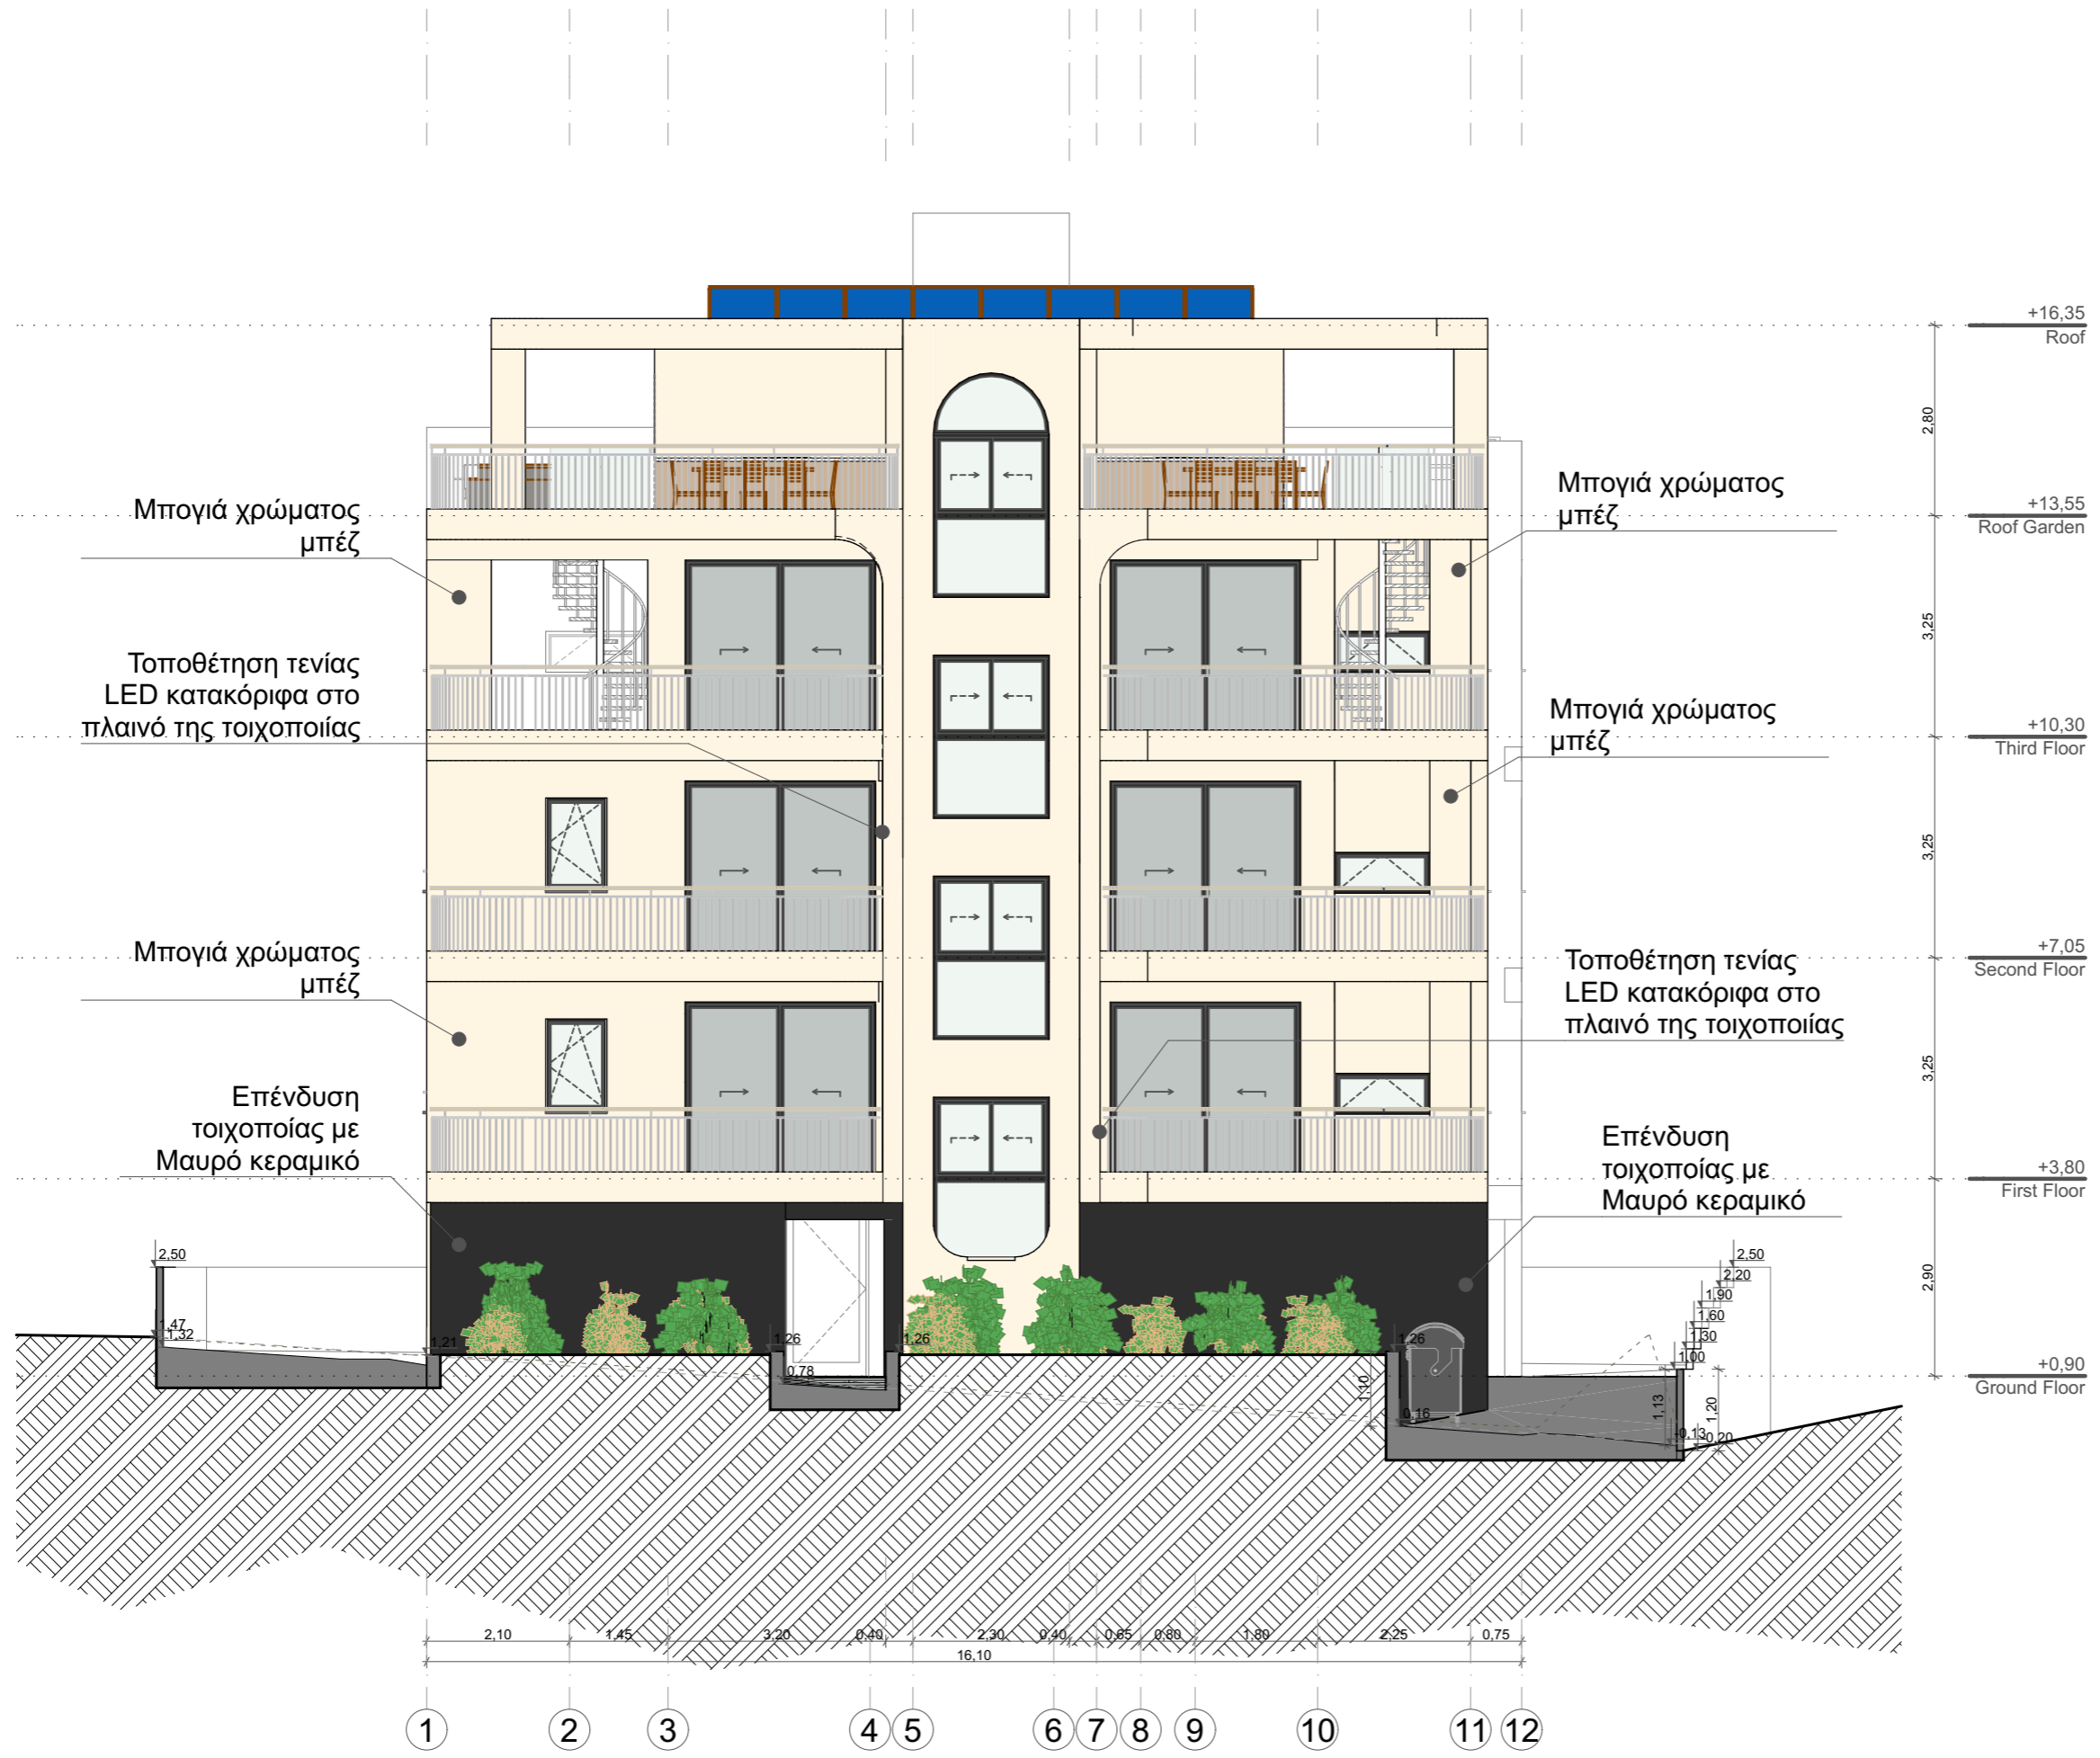 +16,35
Roof
2,80
Μπογιά χρώματος
μπέζ
Μπογιά χρώματος
μπέζ
+13,55
Roof Garden
3,25
Τοποθέτηση τενίας
LED κατακόριφα στο
πλαινό της τοιχοποιίας
Μπογιά χρώματος
μπέζ
+10,30
Third Floor
3,25
Μπογιά χρώματος
μπέζ
Τοποθέτηση τενίας
LED κατακόριφα στο
πλαινό της τοιχοποιίας
+7,05
Second Floor
3,25
Επένδυση
τοιχοποίας με
Μαυρό κεραμικό
Επένδυση
τοιχοποίας με
Μαυρό κεραμικό
+3,80
First Floor
2,90
2,50
1,47
1,32
1,21
1,26
0,78
1,26
1,26
2,50
2,20
1,90
1,60
1,30
1,00
+0,90
Ground Floor
1,10
0,16
1,13
1,20
-0,13
-0,20
2,10 1,45 3,20 0,40 2,30 0,40 0,65 0,80 1,80 2,25 0,75
16,10
1 2 3 4 5 6 7 8 9 10 11 12